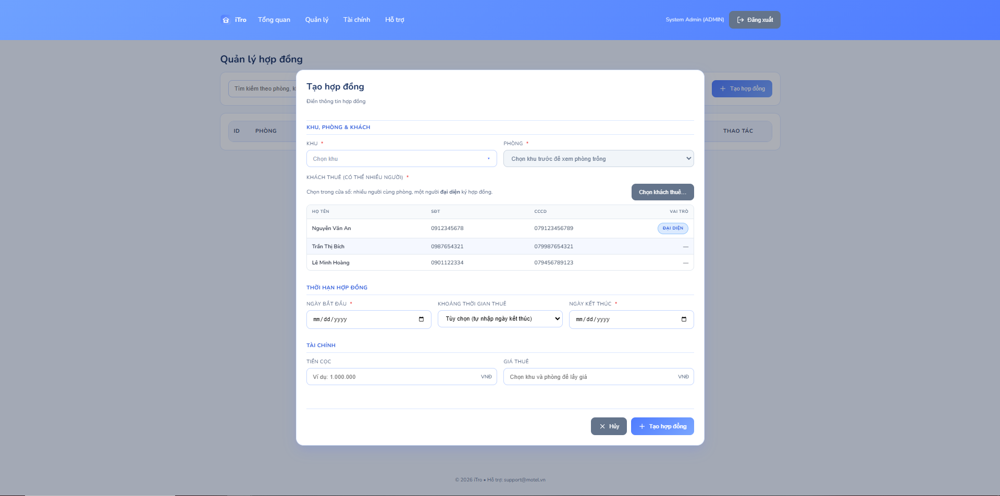 iTro Tổng quan Quản lý Tài chính Hỗ trợ System Admin (ADMIN) Đăng xuất
Quản lý hợp đồng
Tìm kiếm theo phòng, k
Tạo hợp đồng
ID PHÒNG THAO TÁC
Tạo hợp đồng
Điền thông tin hợp đồng
KHU, PHÒNG & KHÁCH
KHU * PHÒNG *
Chọn khu Chọn khu trước để xem phòng trống
KHÁCH THUÊ (CÓ THỂ NHIỀU NGƯỜI) *
Chọn trong cửa sổ: nhiều người cùng phòng, một người đại diện ký hợp đồng. Chọn khách thuê...
HỌ TÊN SĐT CCCD VAI TRÒ
Nguyễn Văn An 0912345678 079123456789 ĐẠI DIỆN
Trần Thị Bích 0987654321 079987654321 —
Lê Minh Hoàng 0901122334 079456789123 —
THỜI HẠN HỢP ĐỒNG
NGÀY BẮT ĐẦU * KHOẢNG THỜI GIAN THUÊ NGÀY KẾT THÚC *
mm/dd/yyyy Tùy chọn (tự nhập ngày kết thúc) mm/dd/yyyy
TÀI CHÍNH
TIỀN CỌC GIÁ THUÊ
Ví dụ: 1.000.000 VNĐ Chọn khu và phòng để lấy giá VNĐ
Hủy Tạo hợp đồng
© 2026 iTro • Hỗ trợ: support@motel.vn